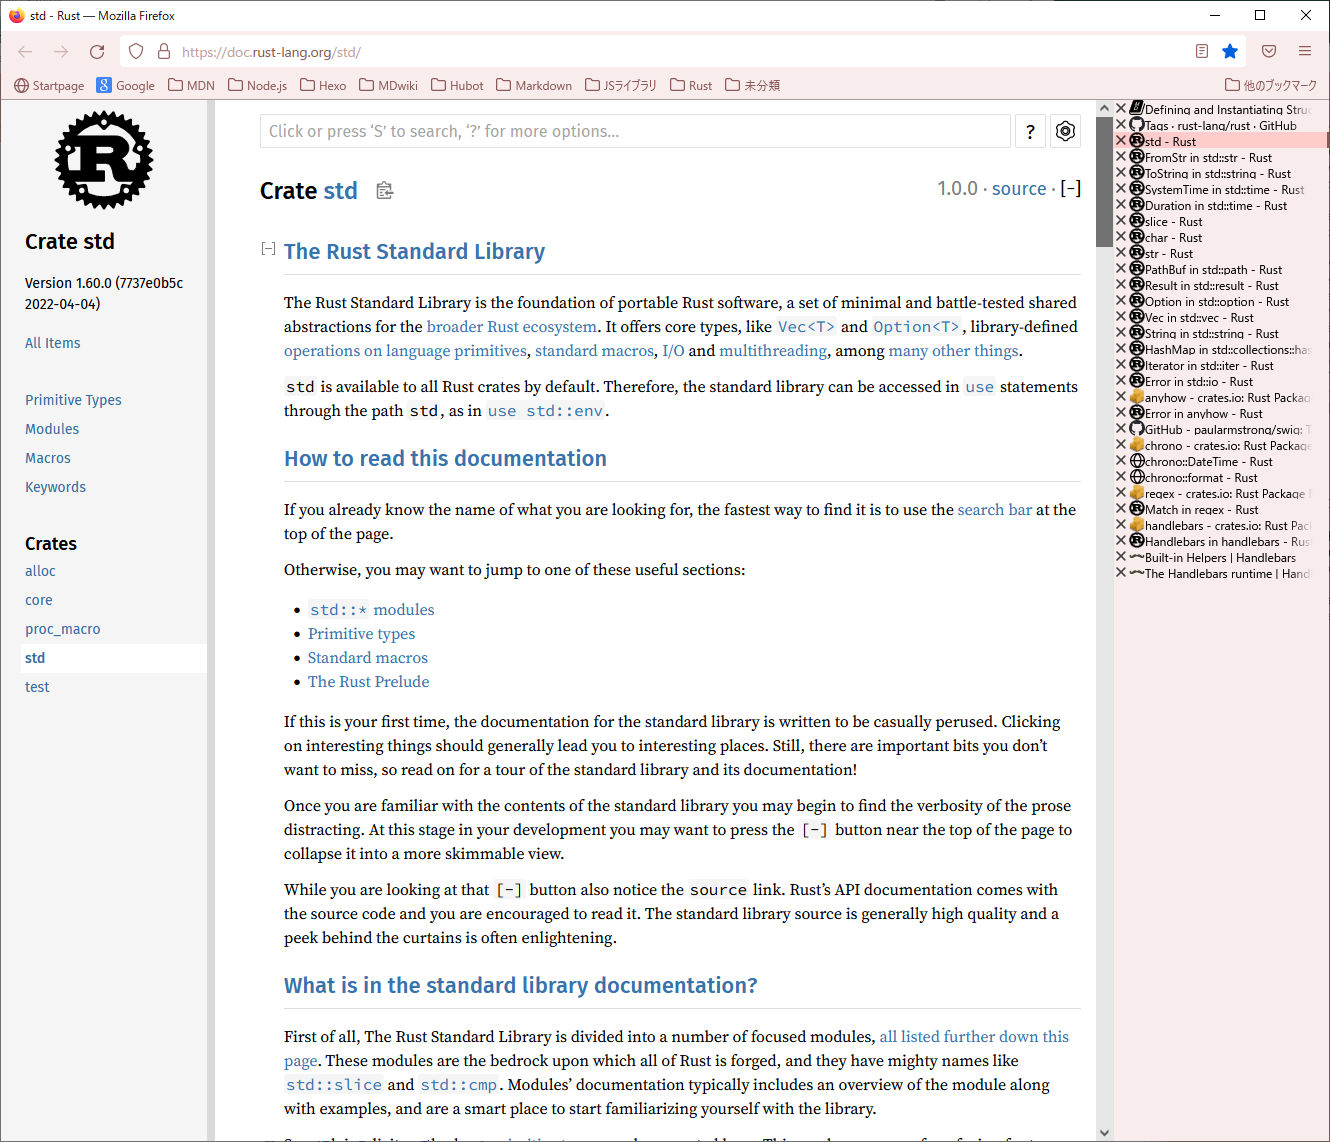 std - Rust — Mozilla Firefox
https://doc.rust-lang.org/std/
Startpage Google MDN Node.js Hexo MDwiki Hubot Markdown JSライブラリ Rust 未分類 他のブックマーク
Crate std
Version 1.60.0 (7737e0b5c
2022-04-04)
All Items
Primitive Types
Modules
Macros
Keywords
Crates
alloc
core
proc_macro
std
test
Click or press ‘S’ to search, ‘?’ for more options...
?
Crate std
1.0.0 · source · [-]
[-] The Rust Standard Library
The Rust Standard Library is the foundation of portable Rust software, a set of minimal and battle-tested shared
abstractions for the broader Rust ecosystem. It offers core types, like Vec<T> and Option<T>, library-defined
operations on language primitives, standard macros, I/O and multithreading, among many other things.
std is available to all Rust crates by default. Therefore, the standard library can be accessed in use statements
through the path std, as in use std::env.
How to read this documentation
If you already know the name of what you are looking for, the fastest way to find it is to use the search bar at the
top of the page.
Otherwise, you may want to jump to one of these useful sections:
• std::* modules
• Primitive types
• Standard macros
• The Rust Prelude
If this is your first time, the documentation for the standard library is written to be casually perused. Clicking
on interesting things should generally lead you to interesting places. Still, there are important bits you don’t
want to miss, so read on for a tour of the standard library and its documentation!
Once you are familiar with the contents of the standard library you may begin to find the verbosity of the prose
distracting. At this stage in your development you may want to press the [-] button near the top of the page to
collapse it into a more skimmable view.
While you are looking at that [-] button also notice the source link. Rust’s API documentation comes with
the source code and you are encouraged to read it. The standard library source is generally high quality and a
peek behind the curtains is often enlightening.
What is in the standard library documentation?
First of all, The Rust Standard Library is divided into a number of focused modules, all listed further down this
page. These modules are the bedrock upon which all of Rust is forged, and they have mighty names like
std::slice and std::cmp. Modules’ documentation typically includes an overview of the module along
with examples, and are a smart place to start familiarizing yourself with the library.
Defining and Instantiating Struc
Tags · rust-lang/rust · GitHub
std - Rust
FromStr in std::str - Rust
ToString in std::string - Rust
SystemTime in std::time - Rust
Duration in std::time - Rust
slice - Rust
char - Rust
str - Rust
PathBuf in std::path - Rust
Result in std::result - Rust
Option in std::option - Rust
Vec in std::vec - Rust
String in std::string - Rust
HashMap in std::collections::has
Iterator in std::iter - Rust
Error in std::io - Rust
anyhow - crates.io: Rust Packag
Error in anyhow - Rust
GitHub - paularmstrong/swig: T
chrono - crates.io: Rust Package
chrono::DateTime - Rust
chrono::format - Rust
regex - crates.io: Rust Package
Match in regex - Rust
handlebars - crates.io: Rust Pac
Handlebars in handlebars - Rus
Built-in Helpers | Handlebars
The Handlebars runtime | Hand